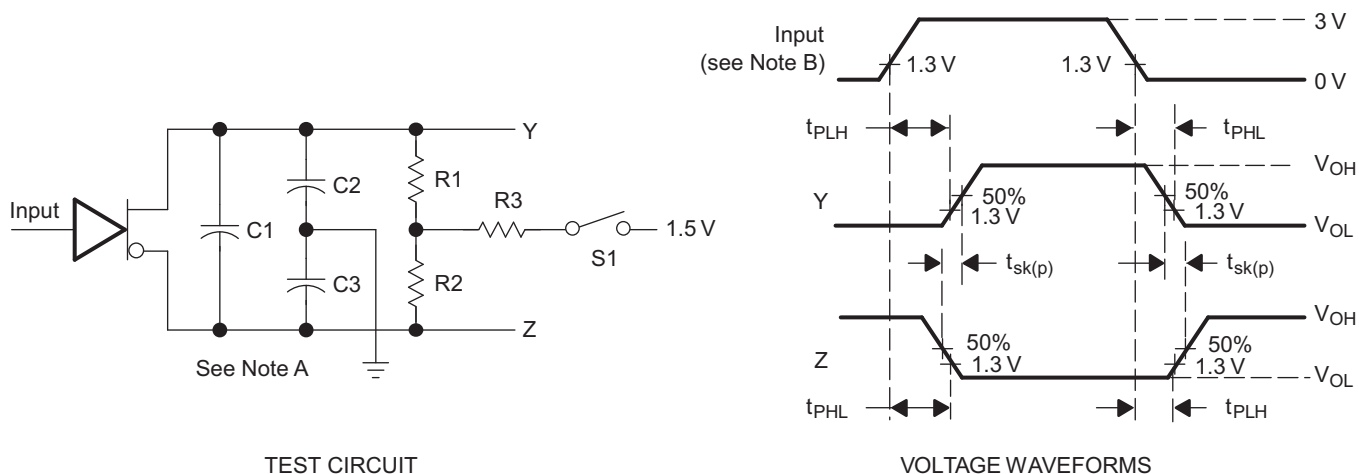 Input
Y
C2
R1
C1
R3
1.5 V
S1
C3
R2
Z
See Note A
TEST CIRCUIT
Input
(see Note B)
1.3 V
1.3 V
3 V
0 V
tPLH
tPHL
Y
50%
1.3 V
50%
1.3 V
VOH
VOL
tsk(p)
tsk(p)
Z
50%
1.3 V
50%
1.3 V
VOH
VOL
tPHL
tPLH
VOLTAGE WAVEFORMS